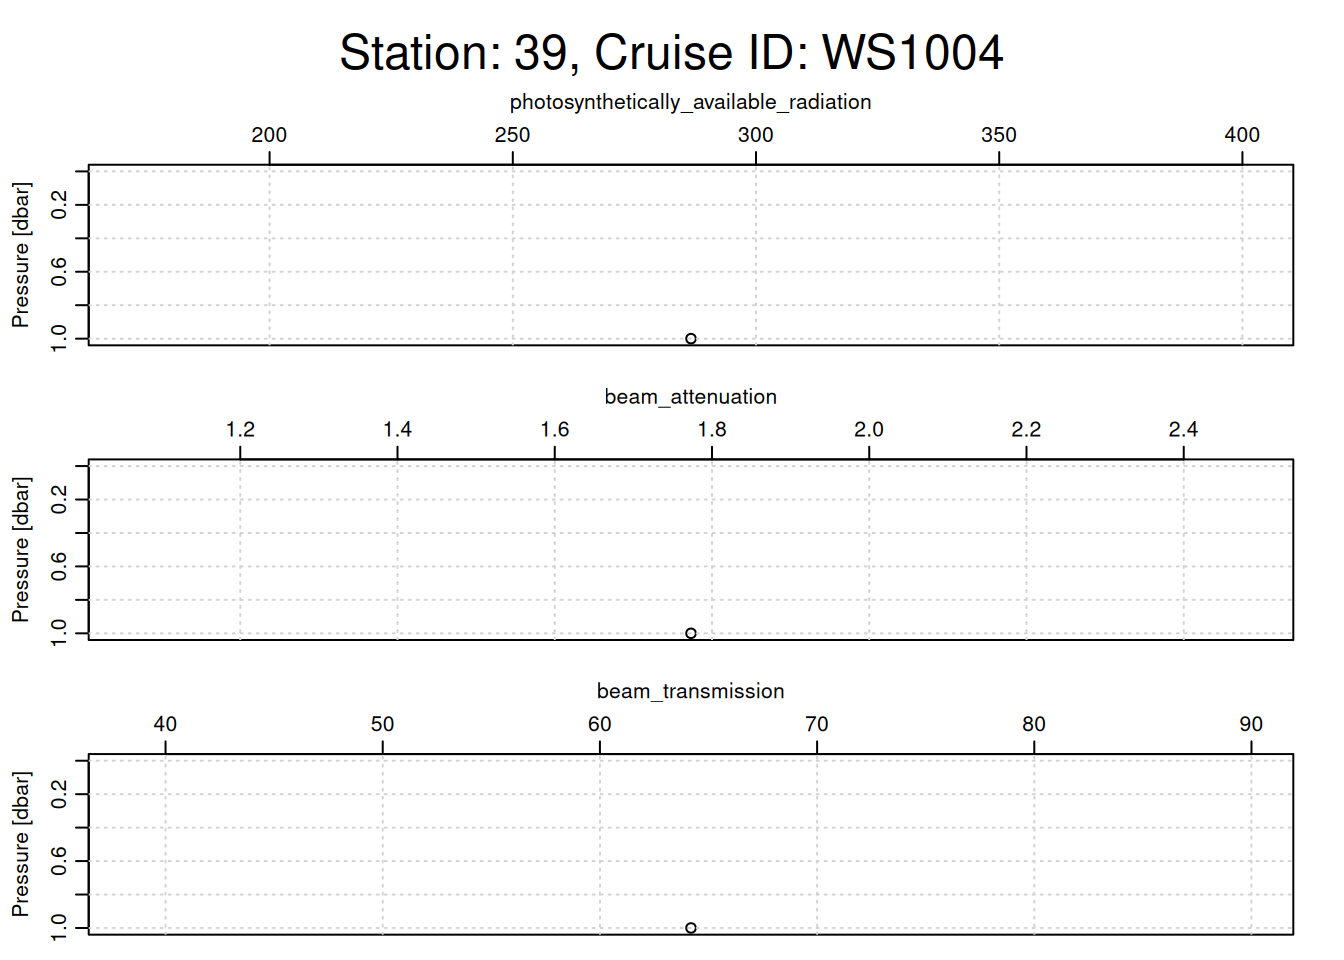 Station: 39, Cruise ID: WS1004
photosynthetically_available_radiation
200 250 300 350 400
Pressure [dbar]
0.2
0.6
1.0
beam_attenuation
1.2 1.4 1.6 1.8 2.0 2.2 2.4
Pressure [dbar]
0.2
0.6
1.0
beam_transmission
40 50 60 70 80 90
Pressure [dbar]
0.2
0.6
1.0